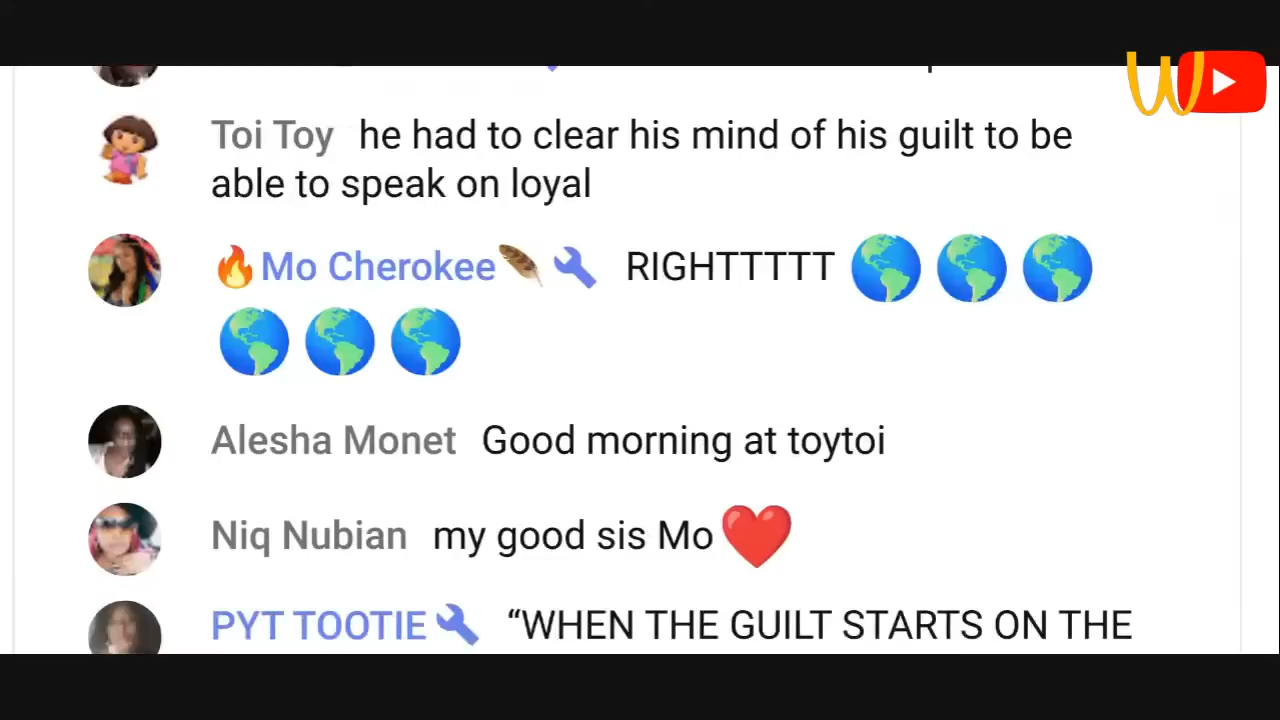 Toi Toy he had to clear his mind of his guilt to be
able to speak on loyal
🔥Mo Cherokee🪶🔧 RIGHTTTTT 🌎🌎🌎
🌎🌎🌎
Alesha Monet Good morning at toytoi
Niq Nubian my good sis Mo❤️
PYT TOOTIE🔧 “WHEN THE GUILT STARTS ON THE